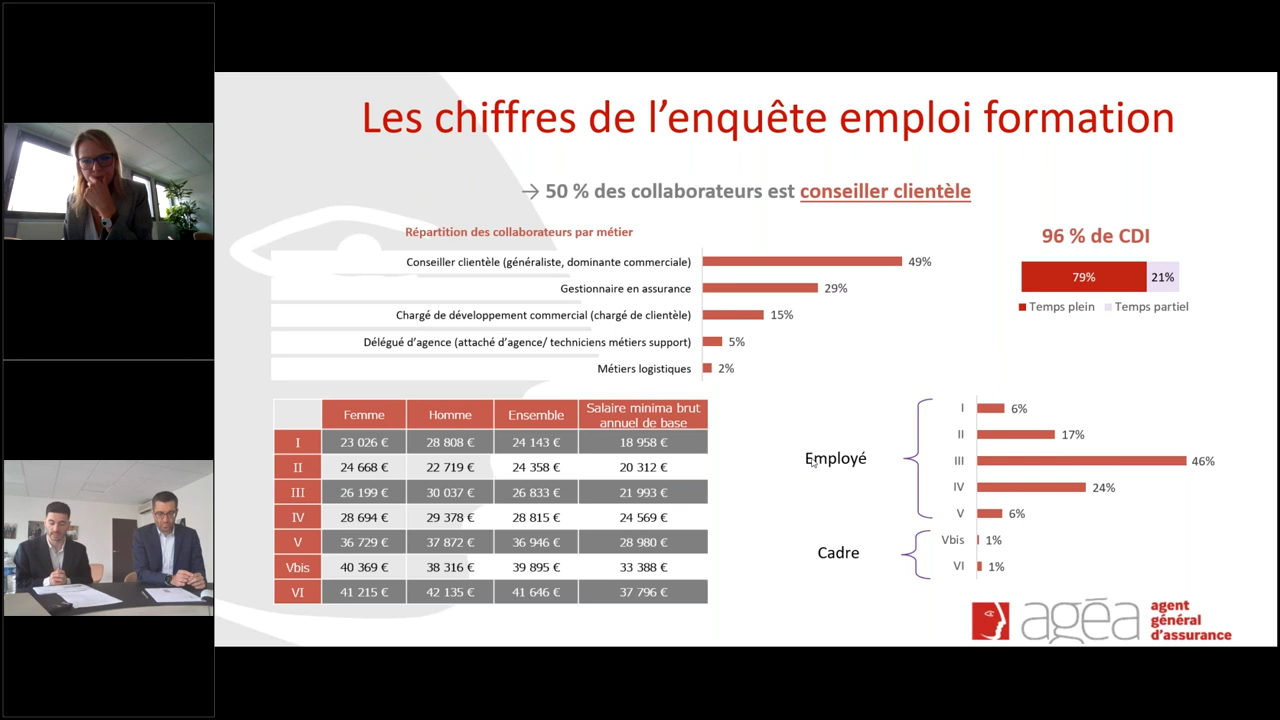 Les chiffres de l’enquête emploi formation
→ 50 % des collaborateurs est conseiller clientèle
Répartition des collaborateurs par métier
Conseiller clientèle (généraliste, dominante commerciale) 49%
Gestionnaire en assurance 29%
Chargé de développement commercial (chargé de clientèle) 15%
Délégué d’agence (attaché d’agence/ techniciens métiers support) 5%
Métiers logistiques 2%
96 % de CDI
79% 21%
Temps plein Temps partiel
Femme Homme Ensemble Salaire minima brut
annuel de base
I 23 026 € 28 808 € 24 143 € 18 958 €
II 24 668 € 22 719 € 24 358 € 20 312 €
III 26 199 € 30 037 € 26 833 € 21 993 €
IV 28 694 € 29 378 € 28 815 € 24 569 €
V 36 729 € 37 872 € 36 946 € 28 980 €
Vbis 40 369 € 38 316 € 39 895 € 33 388 €
VI 41 215 € 42 135 € 41 646 € 37 796 €
Employé
I 6%
II 17%
III 46%
IV 24%
V 6%
Cadre
Vbis 1%
VI 1%
agéa
agent
général
d’assurance